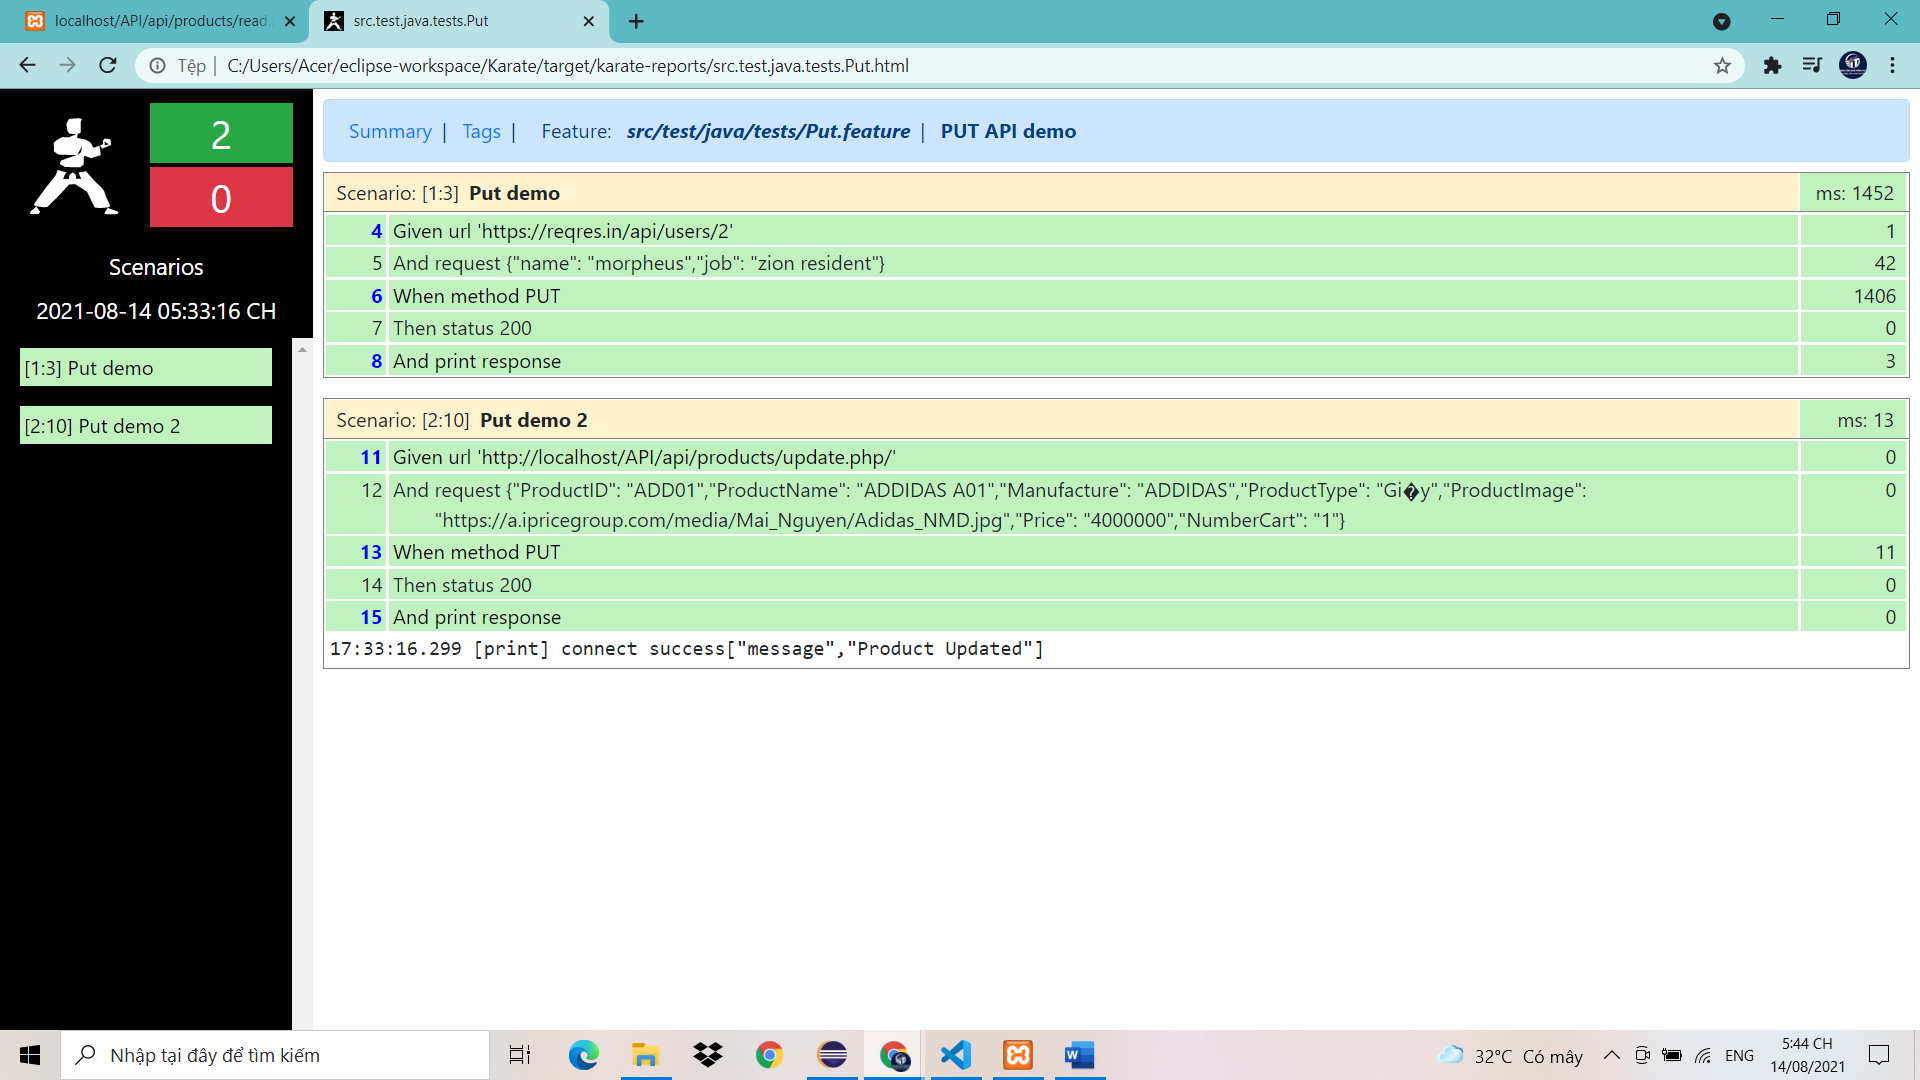 localhost/API/api/products/read.
src.test.java.tests.Put
Tệp | C:/Users/Acer/eclipse-workspace/Karate/target/karate-reports/src.test.java.tests.Put.html
2
0
Scenarios
2021-08-14 05:33:16 CH
[1:3] Put demo
[2:10] Put demo 2
Summary | Tags | Feature: src/test/java/tests/Put.feature | PUT API demo
Scenario: [1:3] Put demo ms: 1452
4 Given url 'https://reqres.in/api/users/2' 1
5 And request {"name": "morpheus","job": "zion resident"} 42
6 When method PUT 1406
7 Then status 200 0
8 And print response 3
Scenario: [2:10] Put demo 2 ms: 13
11 Given url 'http://localhost/API/api/products/update.php/' 0
12 And request {"ProductID": "ADD01","ProductName": "ADDIDAS A01","Manufacture": "ADDIDAS","ProductType": "Gi�y","ProductImage": 0
"https://a.ipricegroup.com/media/Mai_Nguyen/Adidas_NMD.jpg","Price": "4000000","NumberCart": "1"}
13 When method PUT 11
14 Then status 200 0
15 And print response 0
17:33:16.299 [print] connect success["message","Product Updated"]
Nhập tại đây để tìm kiếm
32°C Có mây
ENG
5:44 CH
14/08/2021